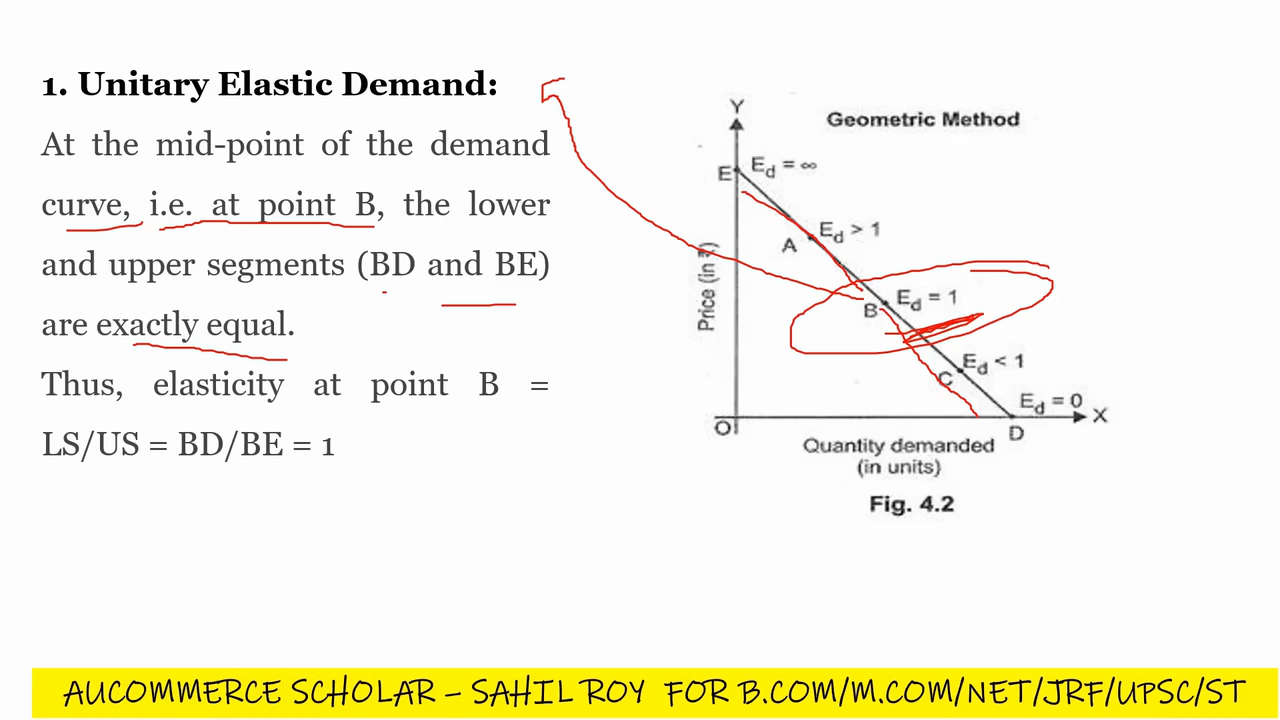 1. Unitary Elastic Demand:
At the mid-point of the demand
curve, i.e. at point B, the lower
and upper segments (BD and BE)
are exactly equal.
Thus, elasticity at point B =
LS/US = BD/BE = 1
Y
Geometric Method
E
Ed = ∞
A
Ed > 1
Price (in ₹)
B
Ed = 1
C
Ed < 1
Ed = 0
O
D
X
Quantity demanded
(in units)
Fig. 4.2
AUCOMMERCE SCHOLAR – SAHIL ROY FOR B.COM/M.COM/NET/JRF/UPSC/ST